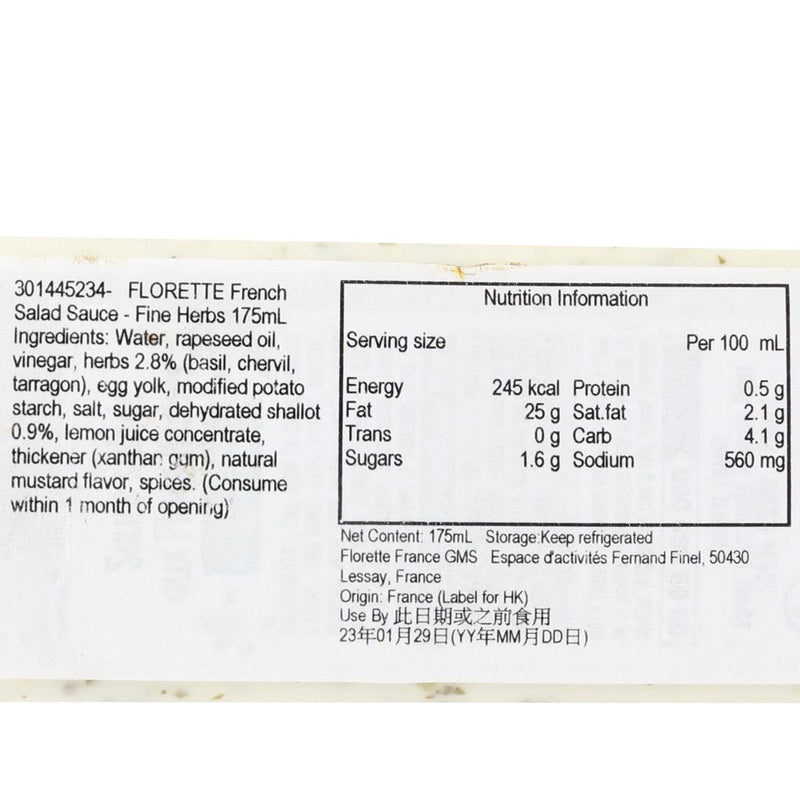 301445234- FLORETTE French
Salad Sauce - Fine Herbs 175mL
Ingredients: Water, rapeseed oil,
vinegar, herbs 2.8% (basil, chervil,
tarragon), egg yolk, modified potato
starch, salt, sugar, dehydrated shallot
0.9%, lemon juice concentrate,
thickener (xanthan gum), natural
mustard flavor, spices. (Consume
within 1 month of opening)
Nutrition Information
Serving size Per 100 mL
Energy 245 kcal Protein 0.5 g
Fat 25 g Sat.fat 2.1 g
Trans 0 g Carb 4.1 g
Sugars 1.6 g Sodium 560 mg
Net Content: 175mL Storage:Keep refrigerated
Florette France GMS Espace d'activités Fernand Finel, 50430
Lessay, France
Origin: France (Label for HK)
Use By 此日期或之前食用
23年01月29日(YY年MM月DD日)